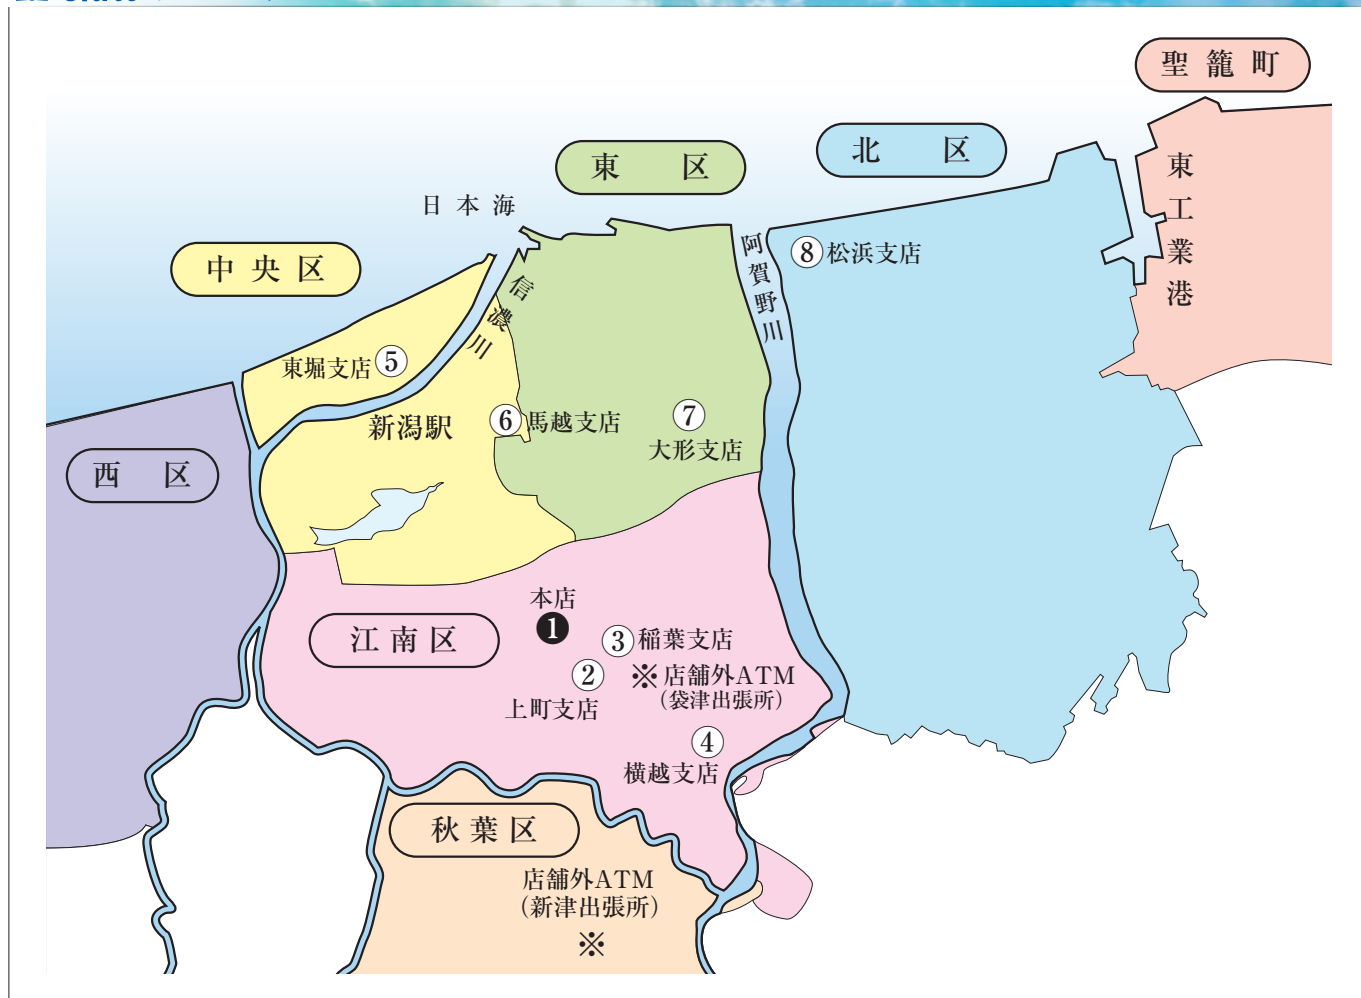 聖籠町
北区
東区
東工業港
日本海
中央区
阿賀野川
⑧松浜支店
信濃川
東堀支店⑤
新潟駅
⑥馬越支店
⑦
大形支店
西区
本店
❶
江南区
③稲葉支店
②
※店舗外ATM
(袋津出張所)
上町支店
④
横越支店
秋葉区
店舗外ATM
(新津出張所)
※